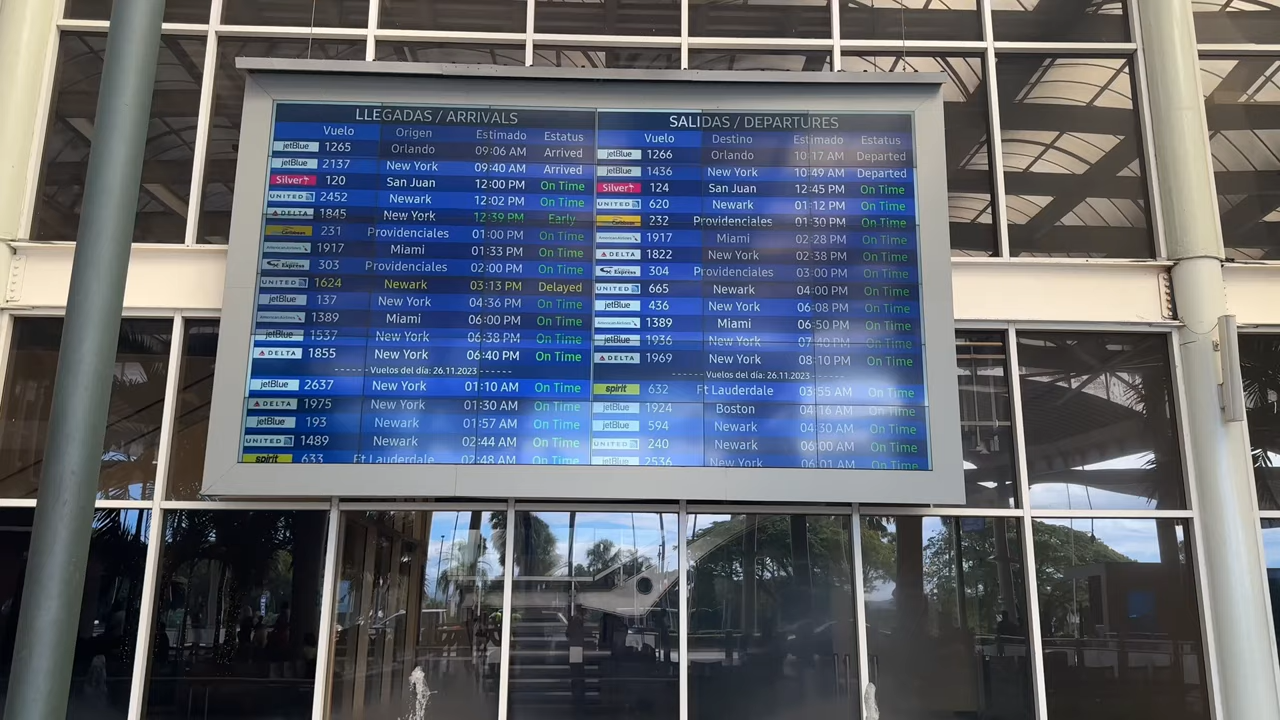 LLEGADAS / ARRIVALS
Vuelo Origen Estimado Estatus
jetBlue 1265 Orlando 09:06 AM Arrived
jetBlue 2137 New York 09:40 AM Arrived
Silver 120 San Juan 12:00 PM On Time
UNITED 2452 Newark 12:02 PM On Time
DELTA 1845 New York 12:39 PM Early
Caribbean 231 Providenciales 01:00 PM On Time
American Airlines 1917 Miami 01:33 PM On Time
Express 303 Providenciales 02:00 PM On Time
UNITED 1624 Newark 03:13 PM Delayed
jetBlue 137 New York 04:36 PM On Time
American Airlines 1389 Miami 06:00 PM On Time
jetBlue 1537 New York 06:38 PM On Time
DELTA 1855 New York 06:40 PM On Time
------ Vuelos del día: 26.11.2023 ------
jetBlue 2637 New York 01:10 AM On Time
DELTA 1975 New York 01:30 AM On Time
jetBlue 193 Newark 01:57 AM On Time
UNITED 1489 Newark 02:44 AM On Time
spirit 633 Ft Lauderdale 02:48 AM On Time
SALIDAS / DEPARTURES
Vuelo Destino Estimado Estatus
jetBlue 1266 Orlando 10:17 AM Departed
jetBlue 1436 New York 10:49 AM Departed
Silver 124 San Juan 12:45 PM On Time
UNITED 620 Newark 01:12 PM On Time
Caribbean 232 Providenciales 01:30 PM On Time
American Airlines 1917 Miami 02:28 PM On Time
DELTA 1822 New York 02:38 PM On Time
Express 304 Providenciales 03:00 PM On Time
UNITED 665 Newark 04:00 PM On Time
jetBlue 436 New York 06:08 PM On Time
American Airlines 1389 Miami 06:50 PM On Time
jetBlue 1936 New York 07:40 PM On Time
DELTA 1969 New York 08:10 PM On Time
------ Vuelos del día: 26.11.2023 ------
spirit 632 Ft Lauderdale 03:55 AM On Time
jetBlue 1924 Boston 04:16 AM On Time
jetBlue 594 Newark 04:30 AM On Time
UNITED 240 Newark 06:00 AM On Time
jetBlue 2536 New York 06:01 AM On Time